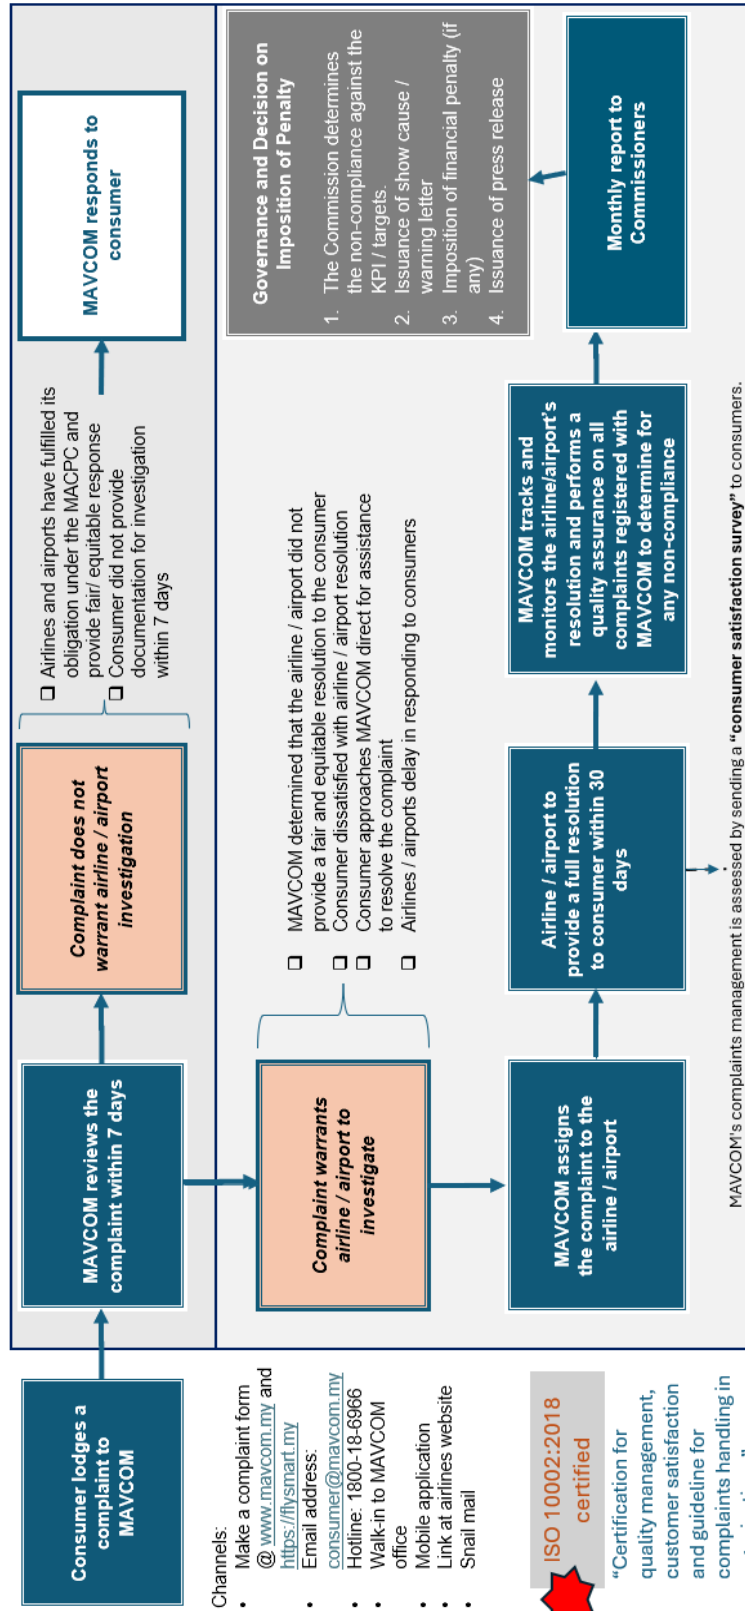 Consumer lodges a
complaint to
MAVCOM
MAVCOM reviews the
complaint within 7 days
Complaint does not
warrant airline / airport
investigation
❑ Airlines and airports have fulfilled its
obligation under the MACPC and
provide fair/ equitable response
❑ Consumer did not provide
documentation for investigation
within 7 days
MAVCOM responds to
consumer
Channels:
• Make a complaint form
@ www.mavcom.my and
https://flysmart.my
• Email address:
consumer@mavcom.my
• Hotline: 1800-18-6966
• Walk-in to MAVCOM
office
• Mobile application
• Link at airlines website
• Snail mail
Complaint warrants
airline / airport to
investigate
❑ MAVCOM determined that the airline / airport did not
provide a fair and equitable resolution to the consumer
❑ Consumer dissatisfied with airline / airport resolution
❑ Consumer approaches MAVCOM direct for assistance
to resolve the complaint
❑ Airlines / airports delay in responding to consumers
Governance and Decision on
Imposition of Penalty
1. The Commission determines
the non-compliance against the
KPI / targets.
2. Issuance of show cause /
warning letter
3. Imposition of financial penalty (if
any)
4. Issuance of press release
MAVCOM assigns
the complaint to the
airline / airport
Airline / airport to
provide a full resolution
to consumer within 30
days
MAVCOM tracks and
monitors the airline/airport's
resolution and performs a
quality assurance on all
complaints registered with
MAVCOM to determine for
any non-compliance
Monthly report to
Commissioners
ISO 10002:2018
certified
"Certification for
quality management,
customer satisfaction
and guideline for
complaints handling in
MAVCOM's complaints management is assessed by sending a "consumer satisfaction survey" to consumers.